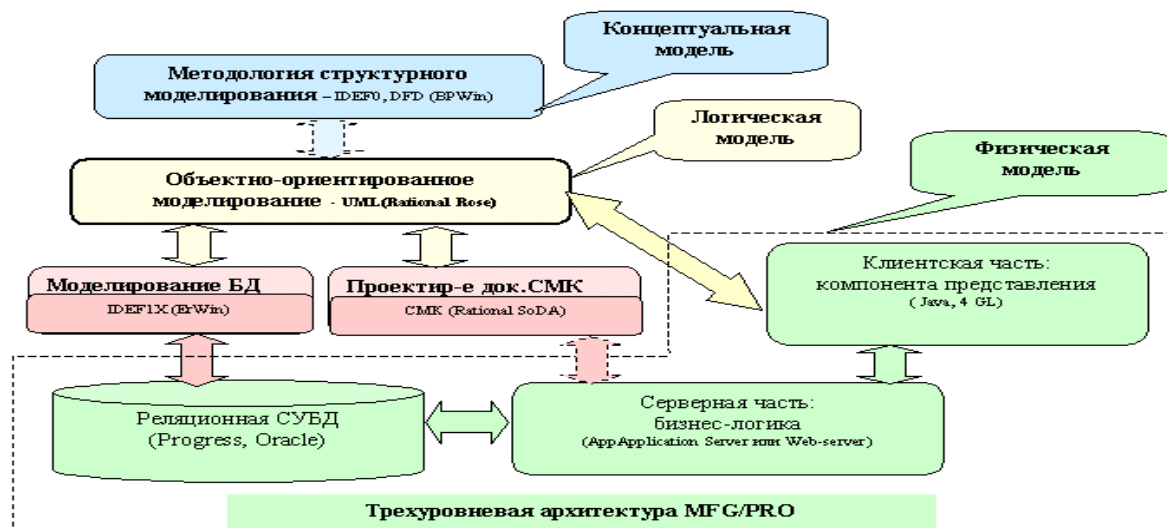 Концептуальная
модель
Методология структурного
моделирования – IDEF0, DFD (BPWin)
Логическая
модель
Физическая
модель
Объектно-ориентированное
моделирование - UML(Rational Rose)
Моделирование БД
IDEF1X (ErWin)
Проектир-е док.СМК
СМК (Rational SoDA)
Клиентская часть:
компонента представления
( Java, 4 GL)
Реляционная СУБД
(Progress, Oracle)
Серверная часть:
бизнес-логика
(AppApplication Server или Web-server)
Трехуровневая архитектура MFG/PRO